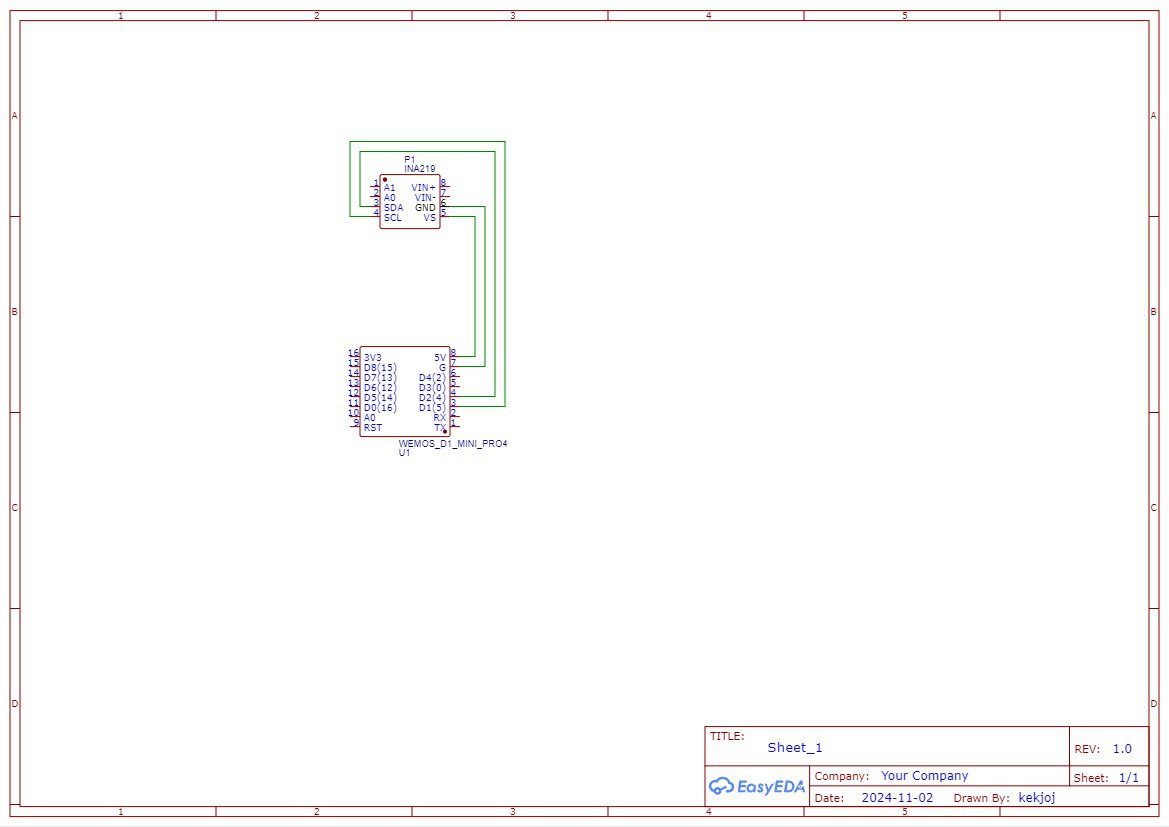 1 2 3 4 5
A A
P1
INA219
1 A1 VIN+ 8
2 A0 VIN- 7
3 SDA GND 6
4 SCL VS 5
B B
16 3V3 5V 8
15 D8(15) G 7
14 D7(13) D4(2) 6
13 D6(12) D3(0) 5
12 D5(14) D2(4) 4
11 D0(16) D1(5) 3
10 A0 RX 2
9 RST TX 1
WEMOS_D1_MINI_PRO4
U1
C C
D D
TITLE:
Sheet_1
REV: 1.0
EasyEDA
Company: Your Company
Sheet: 1/1
Date: 2024-11-02 Drawn By: kekjoj
1 2 3 4 5